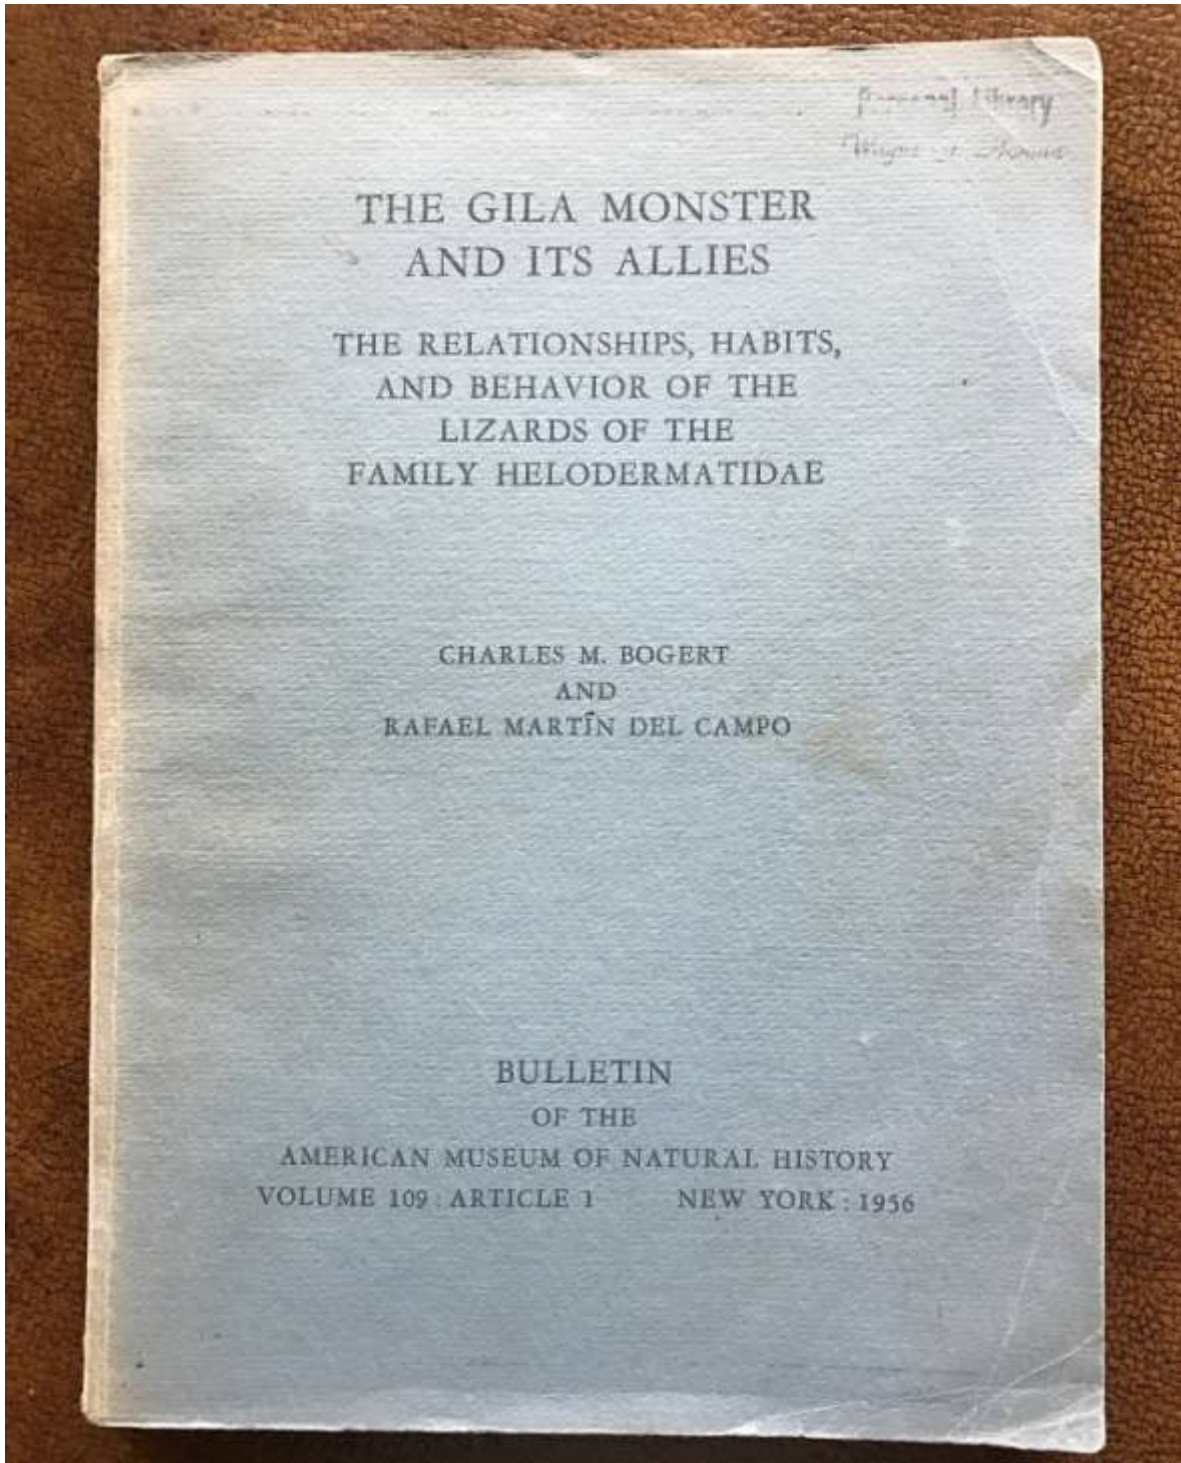 Personal Library
THE GILA MONSTER
AND ITS ALLIES
THE RELATIONSHIPS, HABITS,
AND BEHAVIOR OF THE
LIZARDS OF THE
FAMILY HELODERMATIDAE
CHARLES M. BOGERT
AND
RAFAEL MARTÍN DEL CAMPO
BULLETIN
OF THE
AMERICAN MUSEUM OF NATURAL HISTORY
VOLUME 109 : ARTICLE 1 NEW YORK : 1956